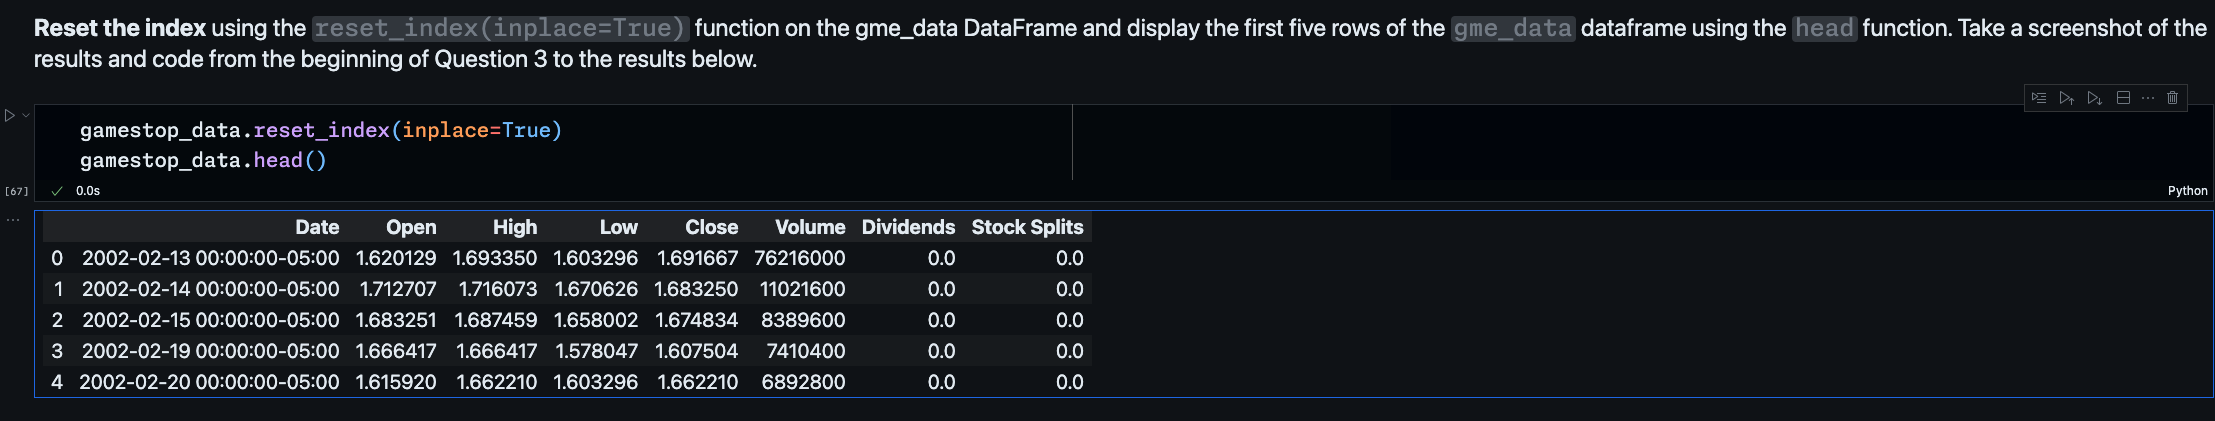 Reset the index using the reset_index(inplace=True) function on the gme_data DataFrame and display the first five rows of the gme_data dataframe using the head function. Take a screenshot of the
results and code from the beginning of Question 3 to the results below.
gamestop_data.reset_index(inplace=True)
gamestop_data.head()
[67] ✓ 0.0s Python
Date Open High Low Close Volume Dividends Stock Splits
0 2002-02-13 00:00:00-05:00 1.620129 1.693350 1.603296 1.691667 76216000 0.0 0.0
1 2002-02-14 00:00:00-05:00 1.712707 1.716073 1.670626 1.683250 11021600 0.0 0.0
2 2002-02-15 00:00:00-05:00 1.683251 1.687459 1.658002 1.674834 8389600 0.0 0.0
3 2002-02-19 00:00:00-05:00 1.666417 1.666417 1.578047 1.607504 7410400 0.0 0.0
4 2002-02-20 00:00:00-05:00 1.615920 1.662210 1.603296 1.662210 6892800 0.0 0.0